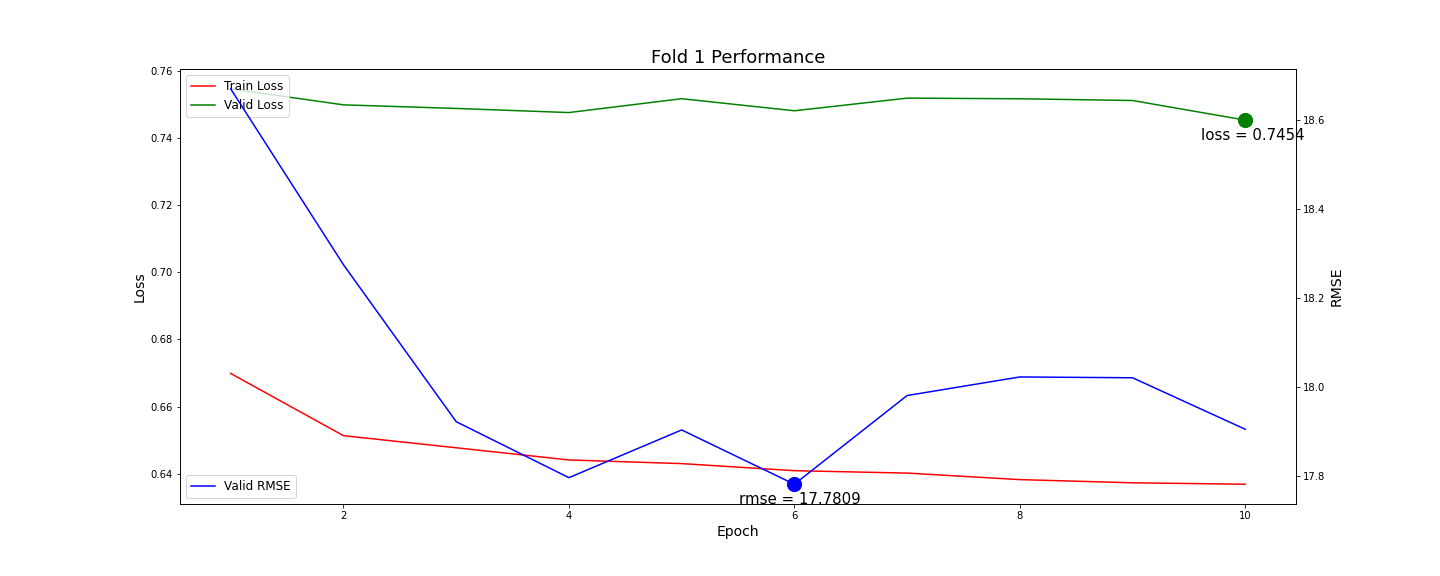 Fold 1 Performance
Train Loss
Valid Loss
Valid RMSE
0.76
0.74
0.72
0.70
0.68
0.66
0.64
Loss
18.6
18.4
18.2
18.0
17.8
RMSE
loss = 0.7454
rmse = 17.7809
2 4 6 8 10
Epoch